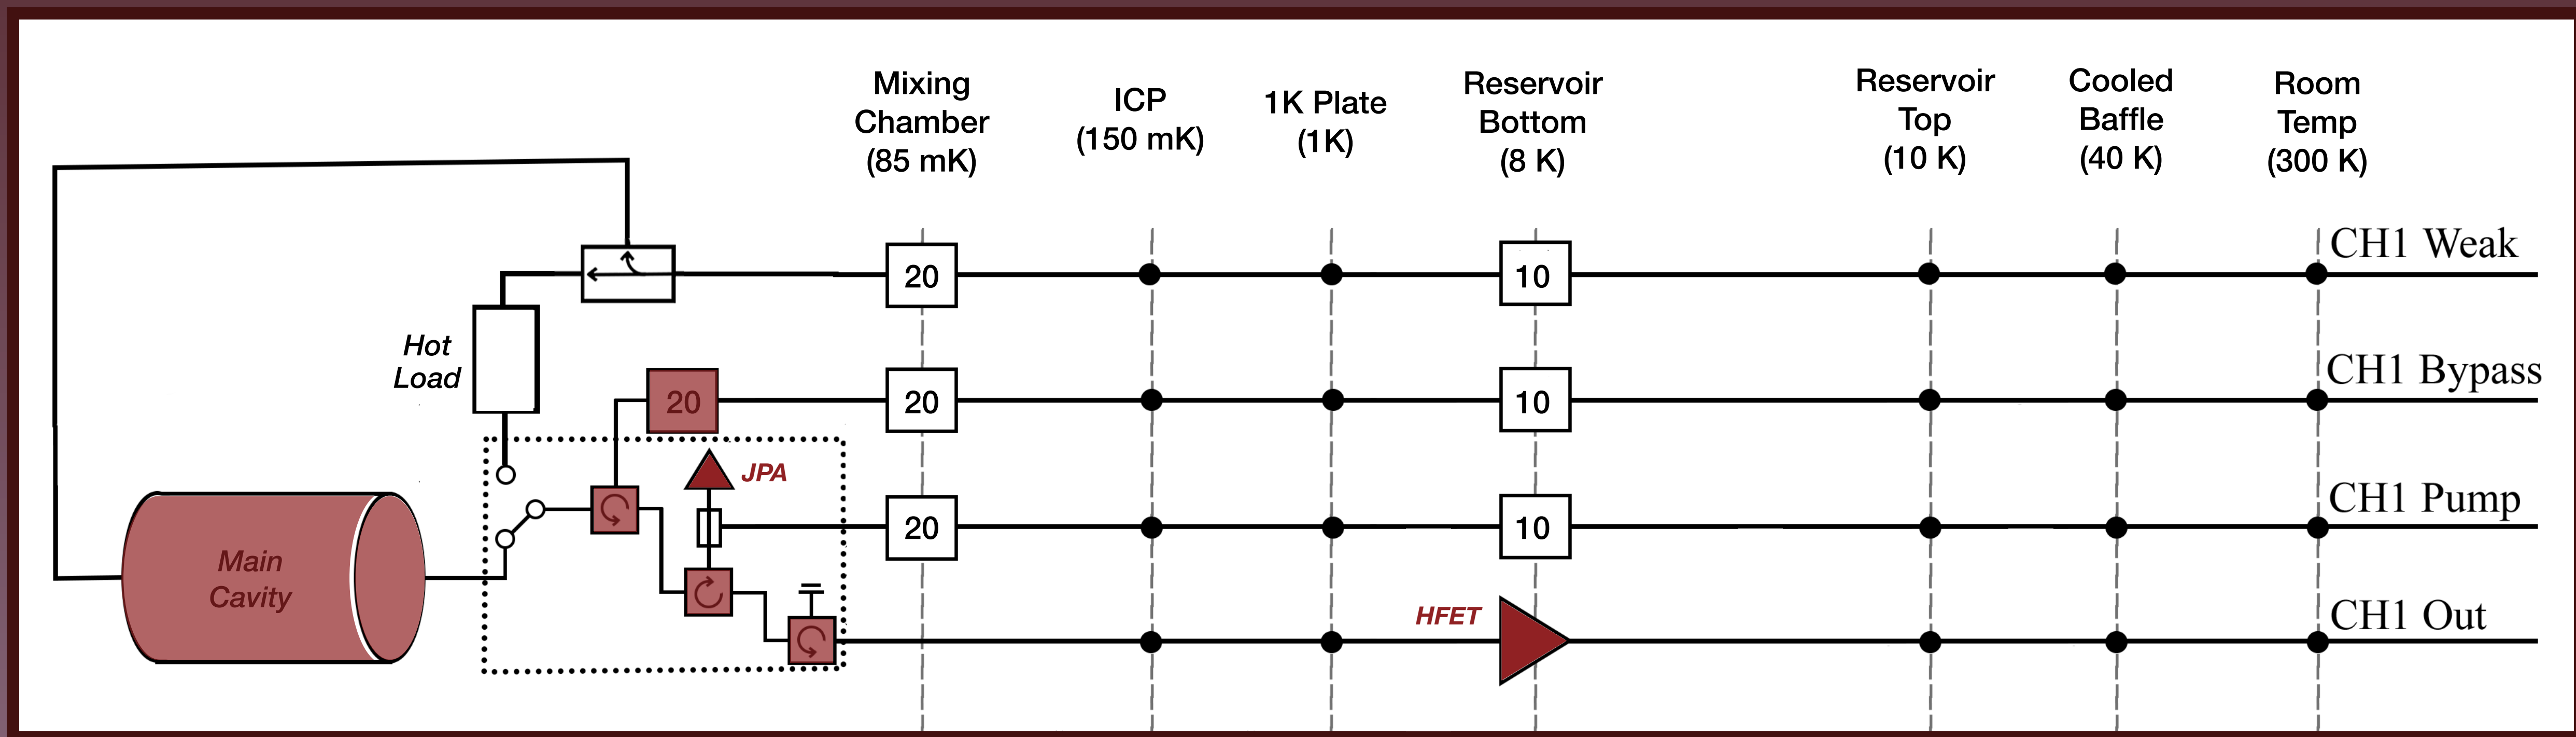 Mixing
Chamber
(85 mK)
ICP
(150 mK)
1K Plate
(1K)
Reservoir
Bottom
(8 K)
Reservoir
Top
(10 K)
Cooled
Baffle
(40 K)
Room
Temp
(300 K)
20
10
CH1 Weak
Hot
Load
20
20
10
CH1 Bypass
JPA
20
10
CH1 Pump
Main
Cavity
HFET
CH1 Out